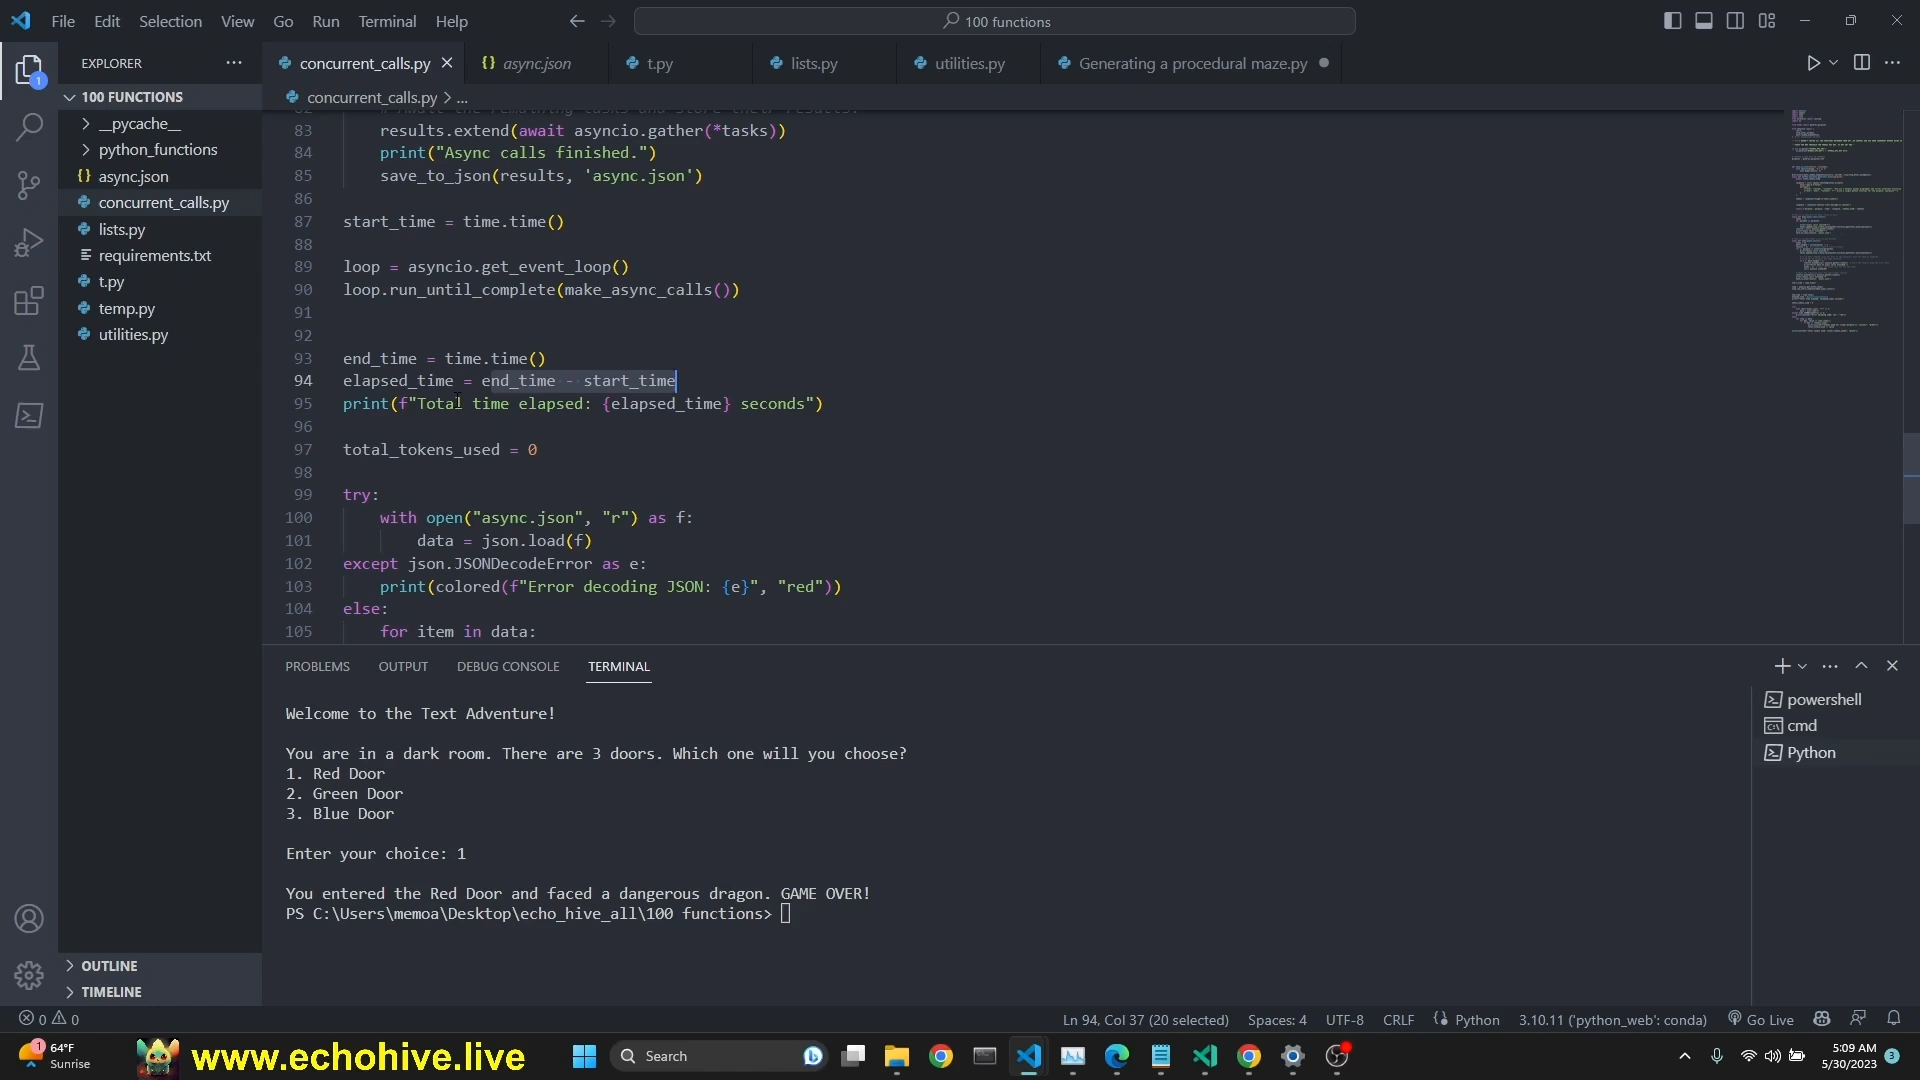 File Edit Selection View Go Run Terminal Help
100 functions
EXPLORER
concurrent_calls.py
async.json
t.py
lists.py
utilities.py
Generating a procedural maze.py
concurrent_calls.py > ...
100 FUNCTIONS
__pycache__
python_functions
async.json
concurrent_calls.py
lists.py
requirements.txt
t.py
temp.py
utilities.py
OUTLINE
TIMELINE
83 results.extend(await asyncio.gather(*tasks))
84 print("Async calls finished.")
85 save_to_json(results, 'async.json')
86
87 start_time = time.time()
88
89 loop = asyncio.get_event_loop()
90 loop.run_until_complete(make_async_calls())
91
92
93 end_time = time.time()
94 elapsed_time = end_time - start_time
95 print(f"Total time elapsed: {elapsed_time} seconds")
96
97 total_tokens_used = 0
98
99 try:
100 with open("async.json", "r") as f:
101 data = json.load(f)
102 except json.JSONDecodeError as e:
103 print(colored(f"Error decoding JSON: {e}", "red"))
104 else:
105 for item in data:
PROBLEMS OUTPUT DEBUG CONSOLE TERMINAL
Welcome to the Text Adventure!
You are in a dark room. There are 3 doors. Which one will you choose?
1. Red Door
2. Green Door
3. Blue Door
Enter your choice: 1
You entered the Red Door and faced a dangerous dragon. GAME OVER!
PS C:\Users\memoa\Desktop\echo_hive_all\100 functions>
powershell
cmd
Python
0 0
Ln 94, Col 37 (20 selected) Spaces: 4 UTF-8 CRLF Python 3.10.11 ('python_web': conda) Go Live
1
64°F
Sunrise
www.echohive.live
Search
5:09 AM
5/30/2023
3